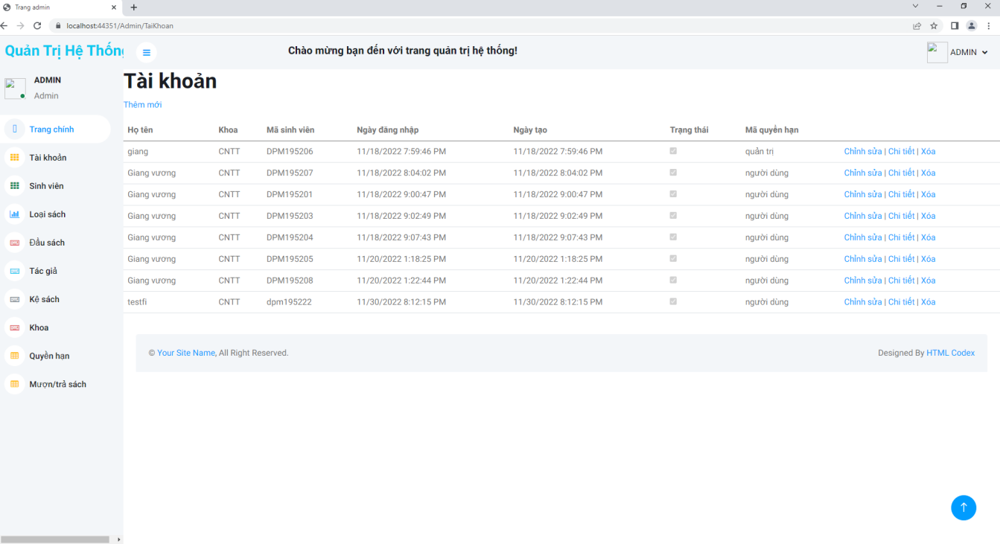 Trang admin
localhost:44351/Admin/TaiKhoan
Quản Trị Hệ Thống
Chào mừng bạn đến với trang quản trị hệ thống!
ADMIN
ADMIN
Admin
Trang chính
Tài khoản
Sinh viên
Loại sách
Đầu sách
Tác giả
Kệ sách
Khoa
Quyền hạn
Mượn/trả sách
Tài khoản
Thêm mới
Họ tên Khoa Mã sinh viên Ngày đăng nhập Ngày tạo Trạng thái Mã quyền hạn
giang CNTT DPM195206 11/18/2022 7:59:46 PM 11/18/2022 7:59:46 PM quản trị Chỉnh sửa | Chi tiết | Xóa
Giang vương CNTT DPM195207 11/18/2022 8:04:02 PM 11/18/2022 8:04:02 PM người dùng Chỉnh sửa | Chi tiết | Xóa
Giang vương CNTT DPM195201 11/18/2022 9:00:47 PM 11/18/2022 9:00:47 PM người dùng Chỉnh sửa | Chi tiết | Xóa
Giang vương CNTT DPM195203 11/18/2022 9:02:49 PM 11/18/2022 9:02:49 PM người dùng Chỉnh sửa | Chi tiết | Xóa
Giang vương CNTT DPM195204 11/18/2022 9:07:43 PM 11/18/2022 9:07:43 PM người dùng Chỉnh sửa | Chi tiết | Xóa
Giang vương CNTT DPM195205 11/20/2022 1:18:25 PM 11/20/2022 1:18:25 PM người dùng Chỉnh sửa | Chi tiết | Xóa
Giang vương CNTT DPM195208 11/20/2022 1:22:44 PM 11/20/2022 1:22:44 PM người dùng Chỉnh sửa | Chi tiết | Xóa
testfi CNTT dpm195222 11/30/2022 8:12:15 PM 11/30/2022 8:12:15 PM người dùng Chỉnh sửa | Chi tiết | Xóa
© Your Site Name, All Right Reserved.
Designed By HTML Codex